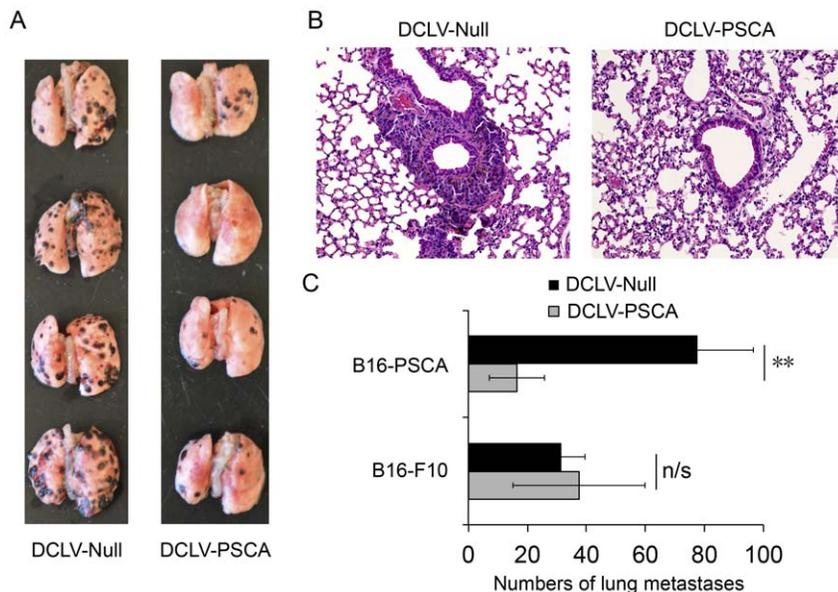 A
DCLV-Null
DCLV-PSCA
B
DCLV-Null
DCLV-PSCA
C
DCLV-Null
DCLV-PSCA
B16-PSCA
**
B16-F10
n/s
0
20
40
60
80
100
Numbers of lung metastases